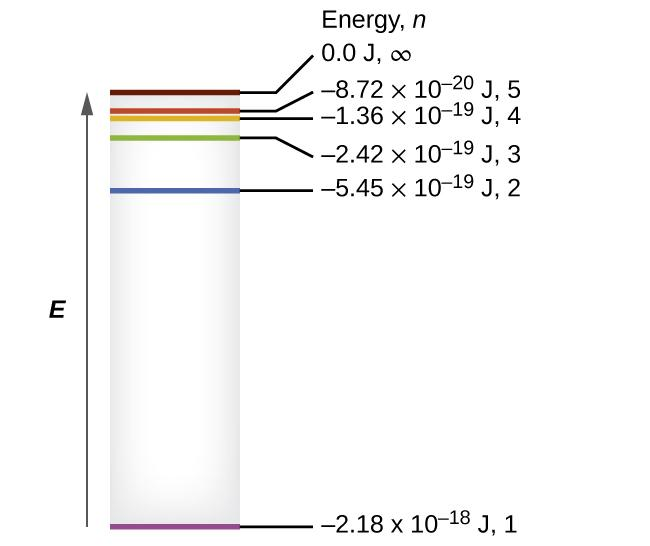 Energy, n
0.0 J, ∞
–8.72 × 10⁻²⁰ J, 5
–1.36 × 10⁻¹⁹ J, 4
–2.42 × 10⁻¹⁹ J, 3
–5.45 × 10⁻¹⁹ J, 2
E
–2.18 x 10⁻¹⁸ J, 1